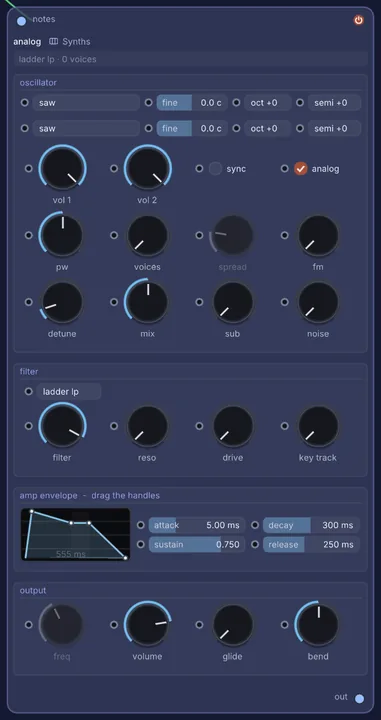 notes
analog Synths
ladder lp · 0 voices
oscillator
saw fine 0.0 c oct +0 semi +0
saw fine 0.0 c oct +0 semi +0
sync analog
vol 1 vol 2
pw voices spread fm
detune mix sub noise
filter
ladder lp
filter reso drive key track
amp envelope - drag the handles
attack 5.00 ms decay 300 ms
sustain 0.750 release 250 ms
555 ms
output
freq volume glide bend
out